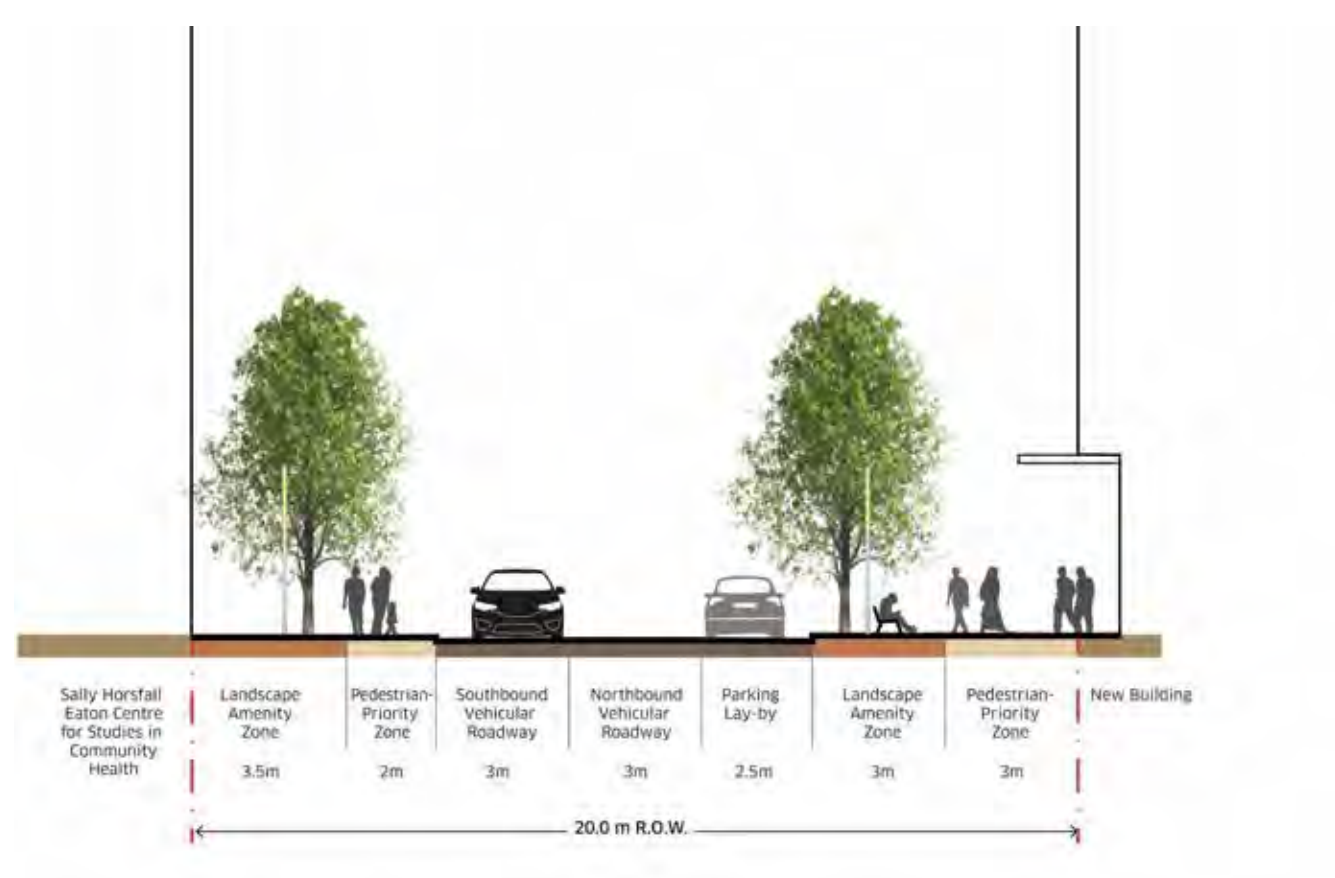 Sally Horsfall
Eaton Centre
for Studies in
Community
Health
Landscape
Amenity
Zone
3.5m
Pedestrian-
Priority
Zone
2m
Southbound
Vehicular
Roadway
3m
Northbound
Vehicular
Roadway
3m
Parking
Lay-by
2.5m
Landscape
Amenity
Zone
3m
Pedestrian-
Priority
Zone
3m
New Building
20.0 m R.O.W.